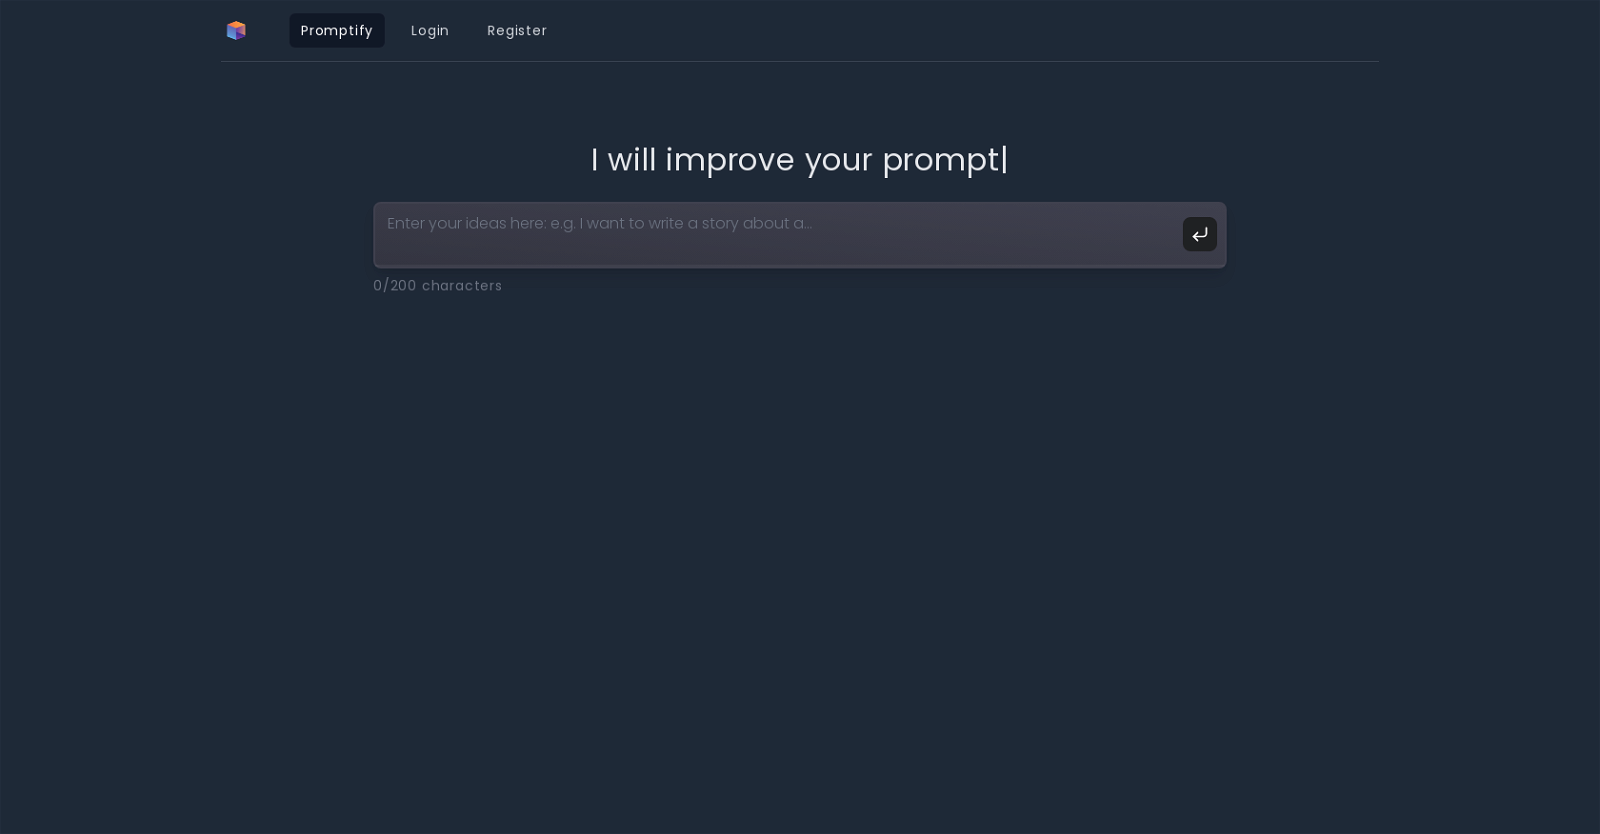 Promptify Login Register
I will improve your prompt|
Enter your ideas here: e.g. I want to write a story about a...
0/200 characters